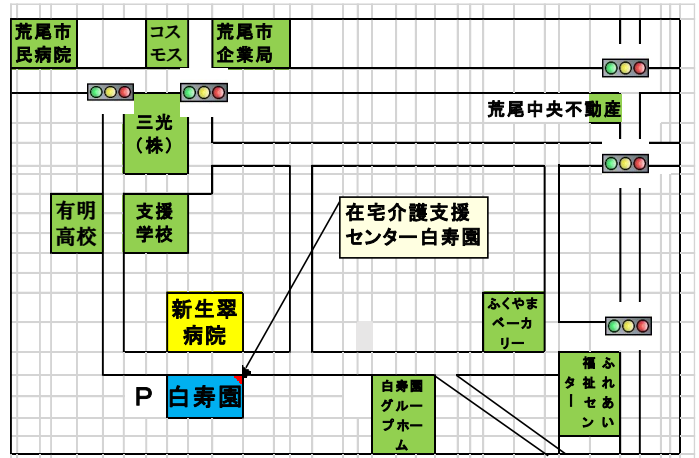 荒尾市
民病院
コス
モス
荒尾市
企業局
三光
（株）
荒尾中央不動産
有明
高校
支援
学校
在宅介護支援
センター白寿園
新生翠
病院
ふくやま
ベーカ
リー
P
白寿園
白寿園
グルー
プホー
ム
ふれあい
福祉セン
ター